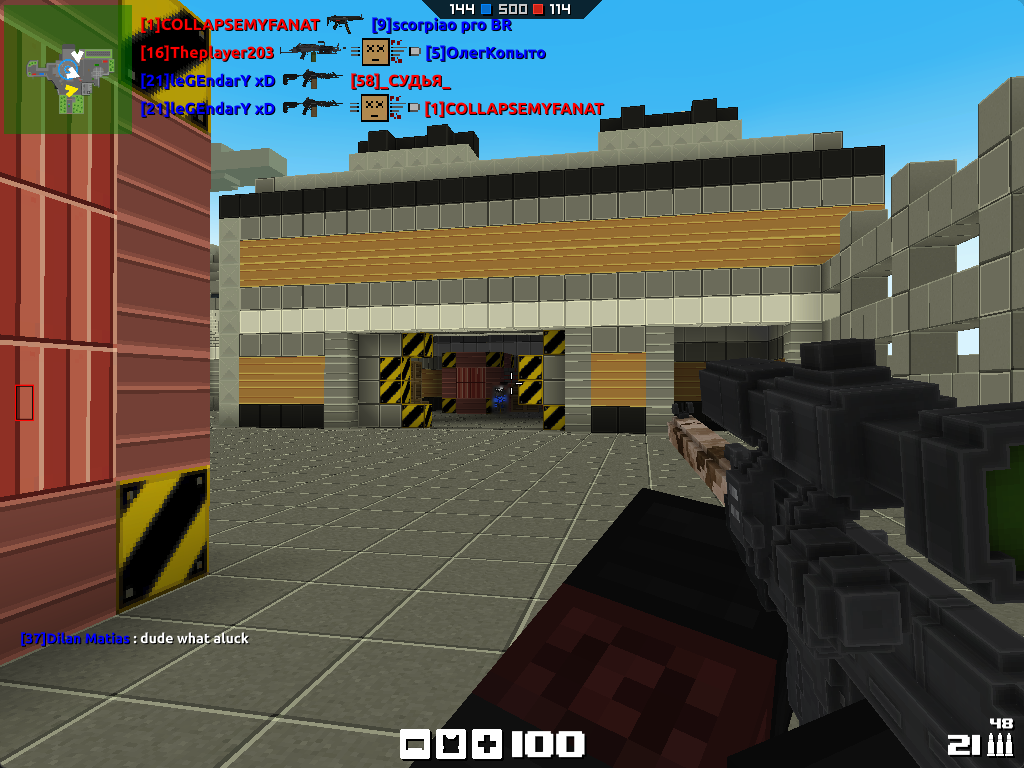 144 500 114
[1]COLLAPSEMYFANAT [9]scorpiao pro BR
[16]Theplayer203 [5]ОлегКопыто
[21]leGEndarY xD [58]_СУДЬЯ_
[21]leGEndarY xD [1]COLLAPSEMYFANAT
[37]Dilan Matias : dude what aluck
100
48
21